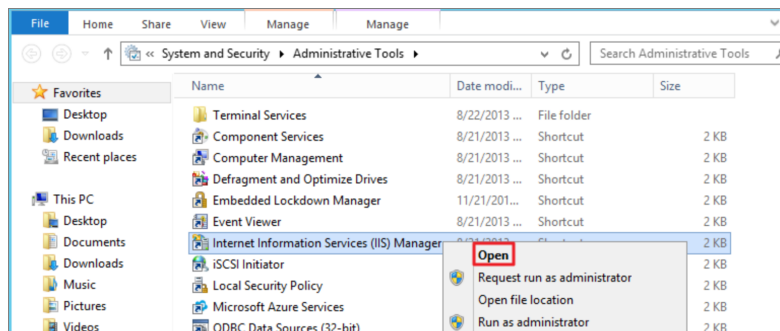 File Home Share View Manage Manage
« System and Security Administrative Tools Search Administrative Tools
Name Date modi... Type Size
Favorites
Desktop
Downloads
Recent places
This PC
Desktop
Documents
Downloads
Music
Pictures
Videos
Terminal Services 8/22/2013 ... File folder
Component Services 8/21/2013 ... Shortcut 2 KB
Computer Management 8/21/2013 ... Shortcut 2 KB
Defragment and Optimize Drives 8/21/2013 ... Shortcut 2 KB
Embedded Lockdown Manager 11/21/201... Shortcut 2 KB
Event Viewer 8/21/2013 ... Shortcut 2 KB
Internet Information Services (IIS) Manager 2 KB
iSCSI Initiator 2 KB
Local Security Policy 2 KB
Microsoft Azure Services 2 KB
ODBC Data Sources (32-bit) 2 KB
Open
Request run as administrator
Open file location
Run as administrator